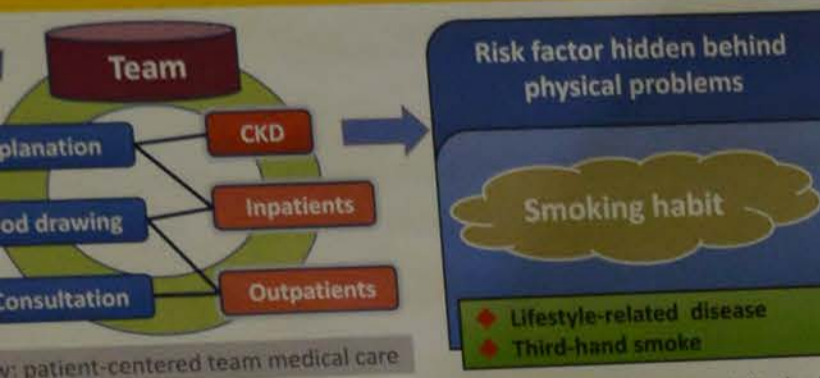 Team
planation
CKD
od drawing
Inpatients
Consultation
Outpatients
w: patient-centered team medical care
Risk factor hidden behind
physical problems
Smoking habit
Lifestyle-related disease
Third-hand smoke